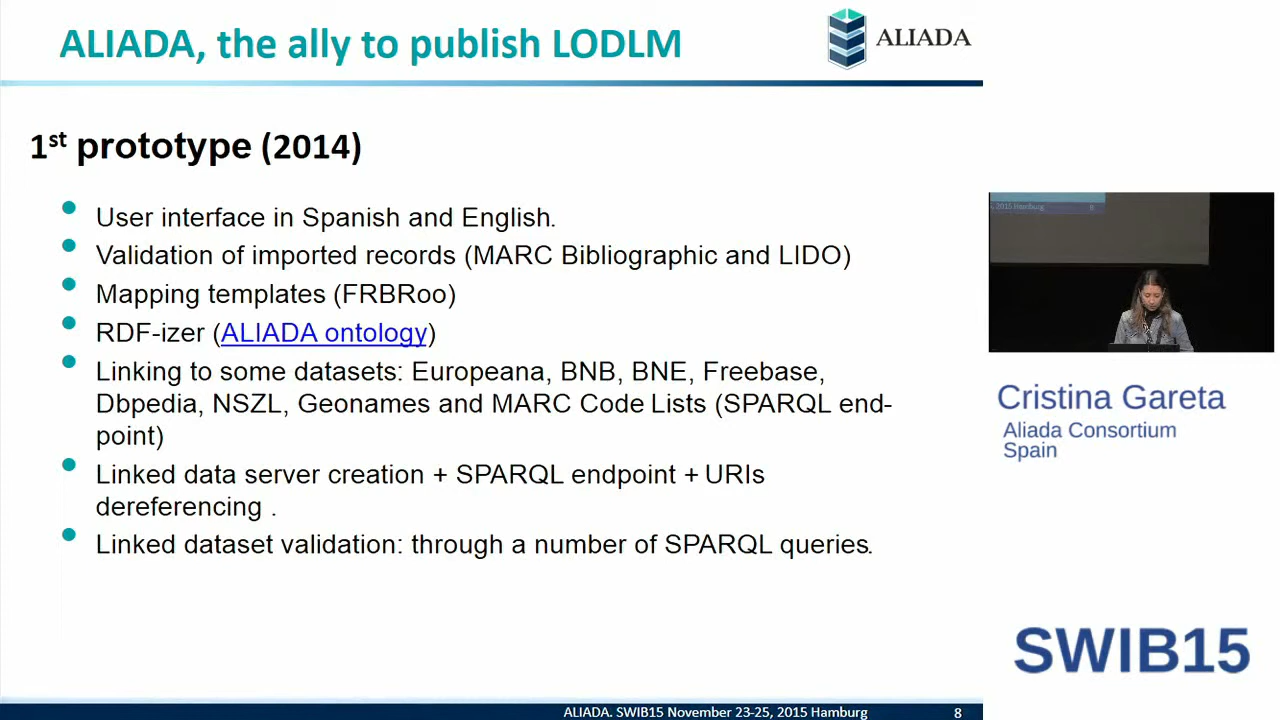 ALIADA, the ally to publish LODLM
ALIADA
1st prototype (2014)
User interface in Spanish and English.
Validation of imported records (MARC Bibliographic and LIDO)
Mapping templates (FRBRoo)
RDF-izer (ALIADA ontology)
Linking to some datasets: Europeana, BNB, BNE, Freebase,
Dbpedia, NSZL, Geonames and MARC Code Lists (SPARQL end-
point)
Linked data server creation + SPARQL endpoint + URIs
dereferencing .
Linked dataset validation: through a number of SPARQL queries.
ALIADA. SWIB15 November 23-25, 2015 Hamburg
8
2015 Hamburg
8
Cristina Gareta
Aliada Consortium
Spain
SWIB15